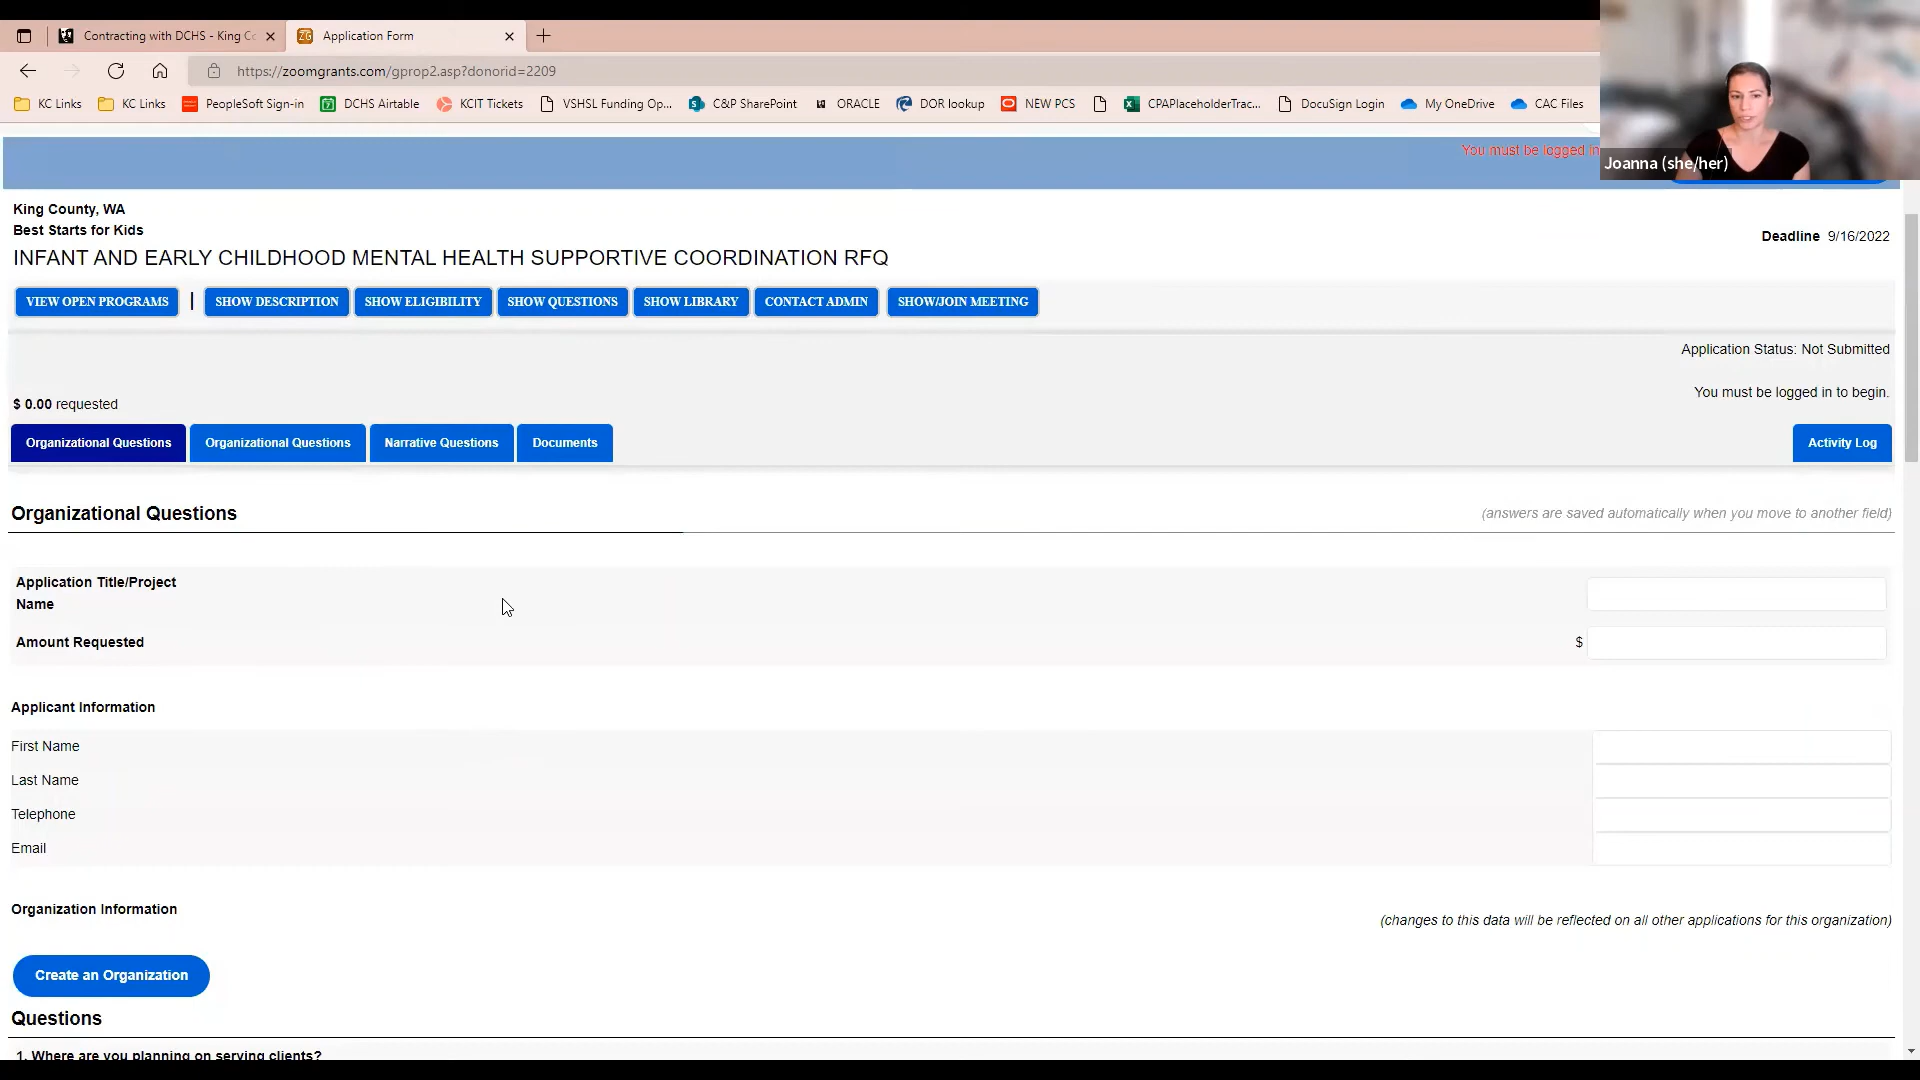 Contracting with DCHS - King Co
Application Form
https://zoomgrants.com/gprop2.asp?donorid=2209
KC Links
KC Links
PeopleSoft Sign-in
DCHS Airtable
KCIT Tickets
VSHSL Funding Op...
C&P SharePoint
ORACLE
DOR lookup
NEW PCS
CPAPlaceholderTrac...
DocuSign Login
My OneDrive
CAC Files
You must be logged in
Joanna (she/her)
King County, WA
Best Starts for Kids
Deadline 9/16/2022
INFANT AND EARLY CHILDHOOD MENTAL HEALTH SUPPORTIVE COORDINATION RFQ
VIEW OPEN PROGRAMS | SHOW DESCRIPTION SHOW ELIGIBILITY SHOW QUESTIONS SHOW LIBRARY CONTACT ADMIN SHOW/JOIN MEETING
Application Status: Not Submitted
You must be logged in to begin.
$ 0.00 requested
Organizational Questions Organizational Questions Narrative Questions Documents Activity Log
Organizational Questions
(answers are saved automatically when you move to another field)
Application Title/Project
Name
Amount Requested $
Applicant Information
First Name
Last Name
Telephone
Email
Organization Information
(changes to this data will be reflected on all other applications for this organization)
Create an Organization
Questions
1. Where are you planning on serving clients?